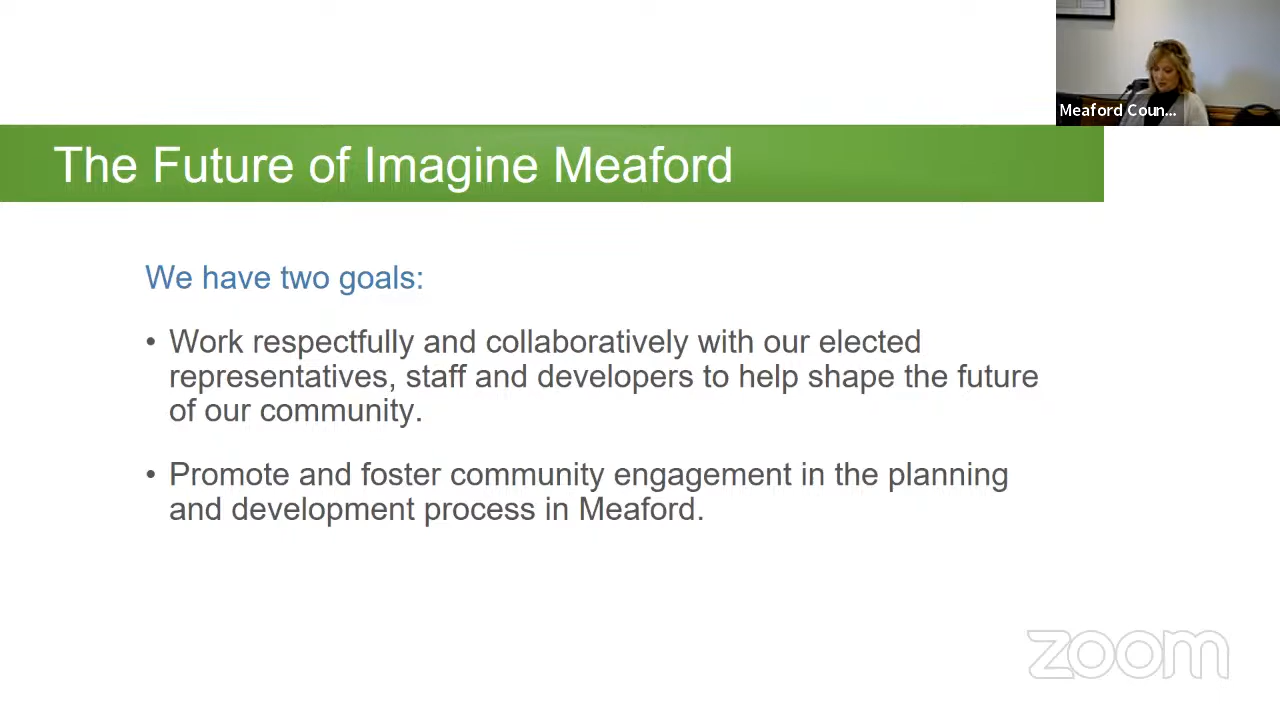 Meaford Coun...
The Future of Imagine Meaford
We have two goals:
• Work respectfully and collaboratively with our elected
representatives, staff and developers to help shape the future
of our community.
• Promote and foster community engagement in the planning
and development process in Meaford.
zoom